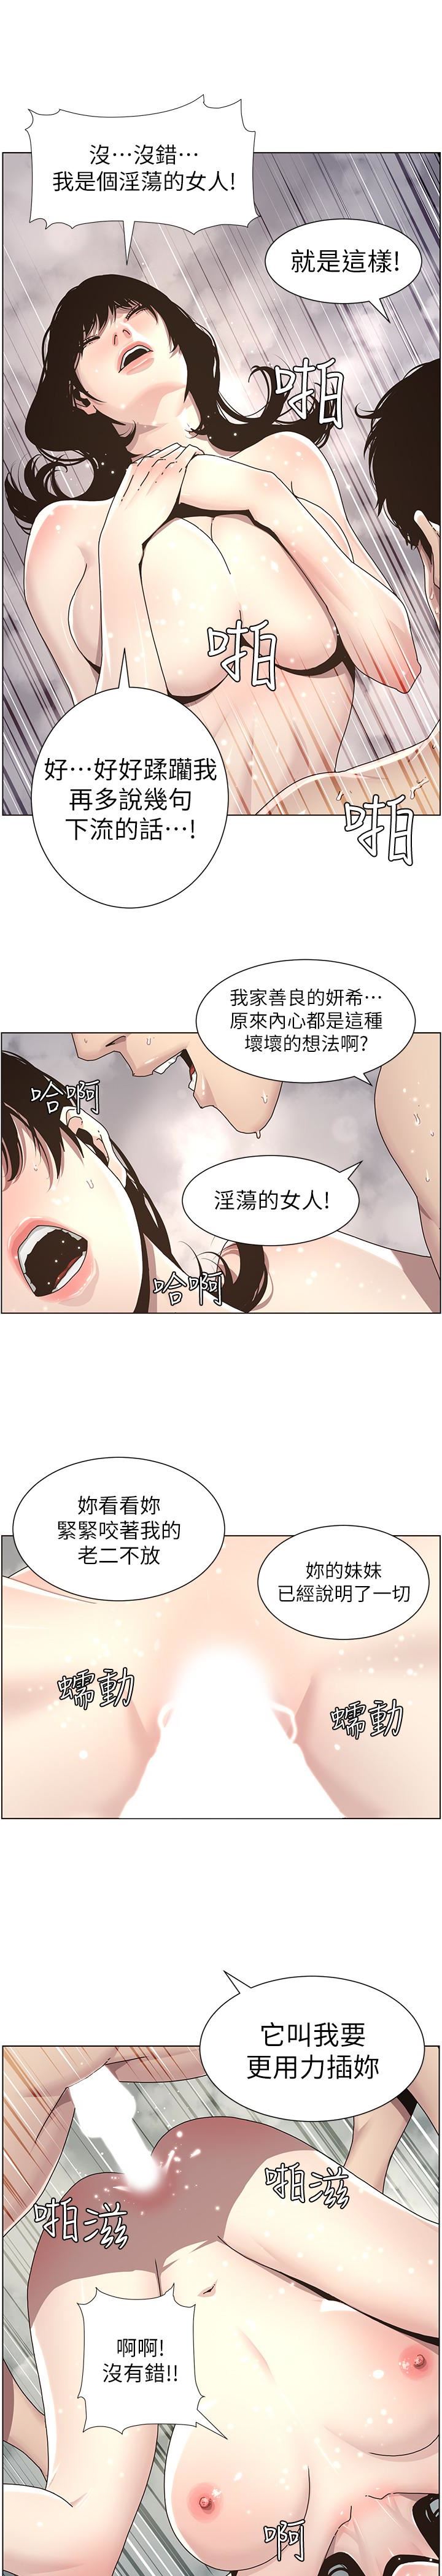 沒…沒錯…
我是個淫蕩的女人!
就是這樣!
啪
啪
好…好好蹂躪我
再多說幾句
下流的話…!
啪
我家善良的妍希…
原來內心都是這種
壞壞的想法啊?
哈啊
淫蕩的女人!
哈啊
妳看看妳
緊緊咬著我的
老二不放
妳的妹妹
已經說明了一切
蠕動
蠕動
它叫我要
更用力插妳
啪滋
啪滋
啊啊!
沒有錯!!
啊